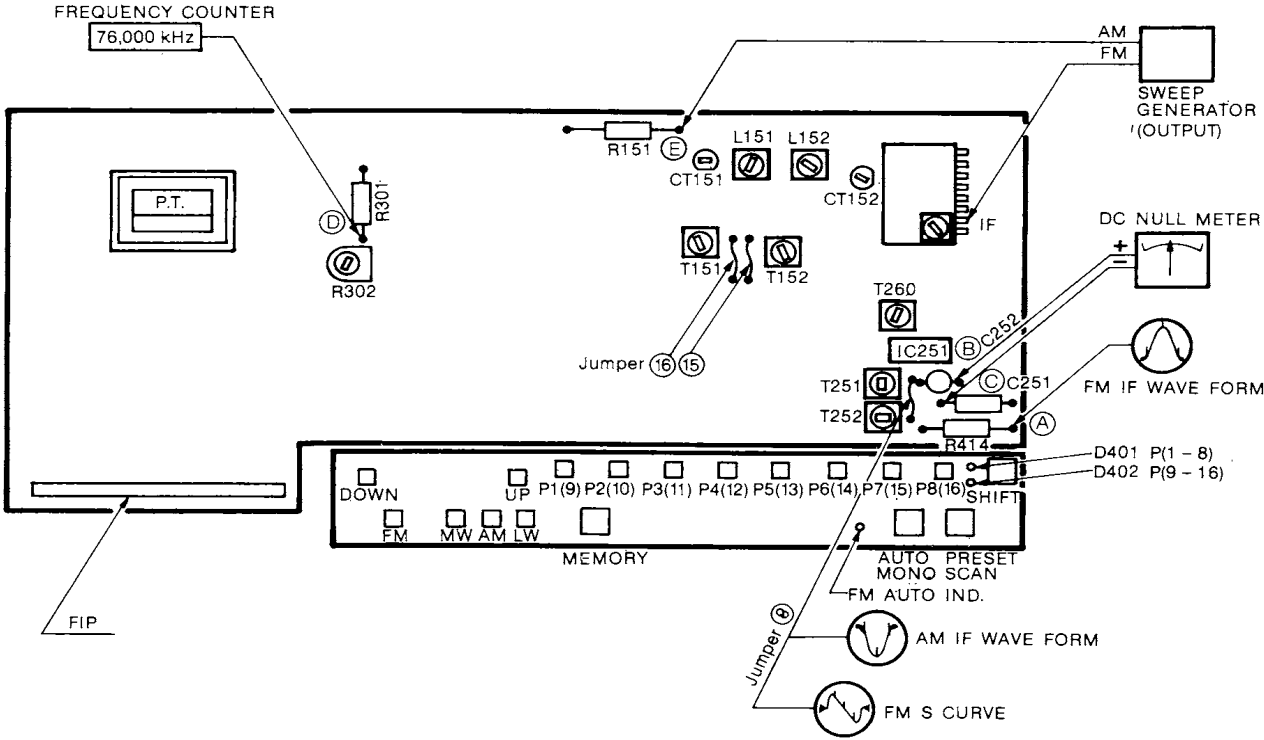 FREQUENCY COUNTER
76,000 kHz
AM
FM
SWEEP
GENERATOR
(OUTPUT)
R151
E
L151
L152
CT151
CT152
IF
P.T.
R301
D
R302
T151
T152
DC NULL METER
+
−
T260
Jumper 16 15
IC251
B
C252
T251
C
C251
FM IF WAVE FORM
T252
A
R414
D401 P(1 – 8)
D402 P(9 – 16)
DOWN
UP
P1(9)
P2(10)
P3(11)
P4(12)
P5(13)
P6(14)
P7(15)
P8(16)
SHIFT
FM
MW
AM
LW
MEMORY
AUTO
MONO
PRESET
SCAN
FM AUTO IND.
FIP
Jumper 8
AM IF WAVE FORM
FM S CURVE